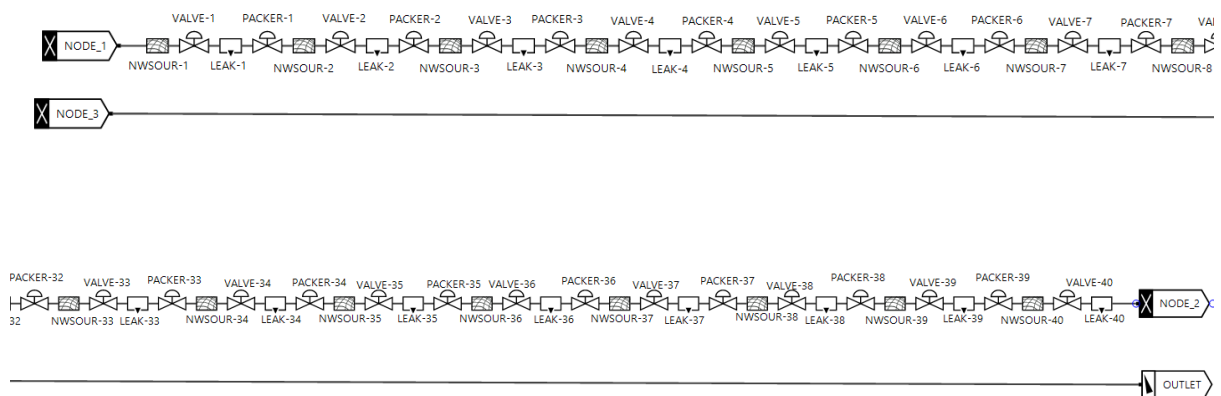 VALVE-1 PACKER-1 VALVE-2 PACKER-2 VALVE-3 PACKER-3 VALVE-4 PACKER-4 VALVE-5 PACKER-5 VALVE-6 PACKER-6 VALVE-7 PACKER-7
NODE_1
NWSOUR-1 LEAK-1 NWSOUR-2 LEAK-2 NWSOUR-3 LEAK-3 NWSOUR-4 LEAK-4 NWSOUR-5 LEAK-5 NWSOUR-6 LEAK-6 NWSOUR-7 LEAK-7 NWSOUR-8
NODE_3
PACKER-32 VALVE-33 PACKER-33 VALVE-34 PACKER-34 VALVE-35 PACKER-35 VALVE-36 PACKER-36 VALVE-37 PACKER-37 VALVE-38 PACKER-38 VALVE-39 PACKER-39 VALVE-40
NODE_2
32 NWSOUR-33 LEAK-33 NWSOUR-34 LEAK-34 NWSOUR-35 LEAK-35 NWSOUR-36 LEAK-36 NWSOUR-37 LEAK-37 NWSOUR-38 LEAK-38 NWSOUR-39 LEAK-39 NWSOUR-40 LEAK-40
OUTLET